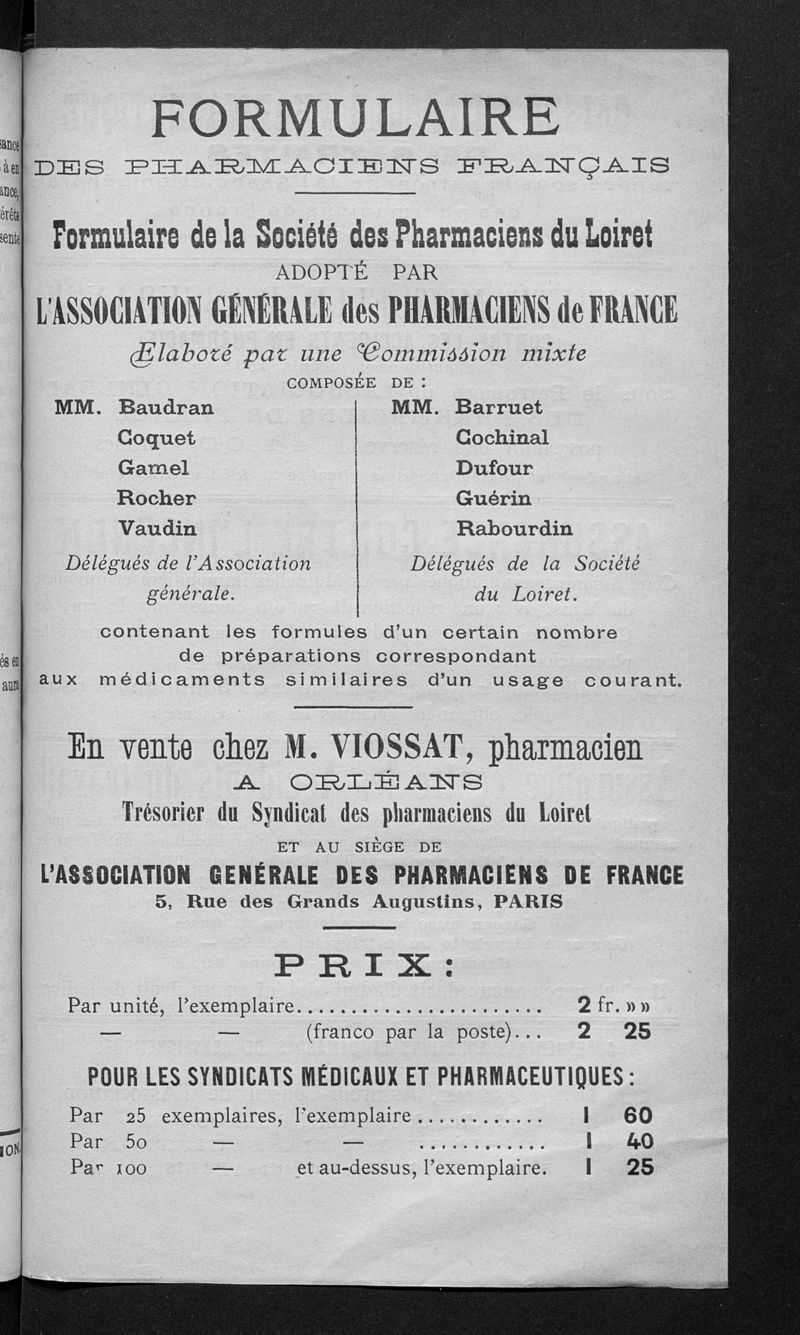 FORMULAIRE
DES PHARMACIENS FRANÇAIS
Formulaire de la Société des Pharmaciens du Loiret
ADOPTÉ PAR
L'ASSOCIATION GÉNÉRALE des PHARMACIENS de FRANCE
Elaboré par une Commission mixte
COMPOSÉE DE :
MM. Baudran
Coquet
Gamel
Rocher
Vaudin
Délégués de l'Association
générale.
MM. Barruet
Cochinal
Dufour
Guérin
Rabourdin
Délégués de la Société
du Loiret.
contenant les formules d'un certain nombre
de préparations correspondant
aux médicaments similaires d'un usage courant.
En vente chez M. VIOSSAT, pharmacien
A ORLÉANS
Trésorier du Syndicat des pharmaciens du Loiret
ET AU SIÈGE DE
L'ASSOCIATION GENÉRALE DES PHARMACIENS DE FRANCE
5, Rue des Grands Augustins, PARIS
PRIX :
Par unité, l'exemplaire....................... 2 fr. » »
— — (franco par la poste)... 2 25
POUR LES SYNDICATS MÉDICAUX ET PHARMACEUTIQUES :
Par 25 exemplaires, l'exemplaire............ 1 60
Par 50 — — ............ 1 40
Par 100 — et au-dessus, l'exemplaire. 1 25